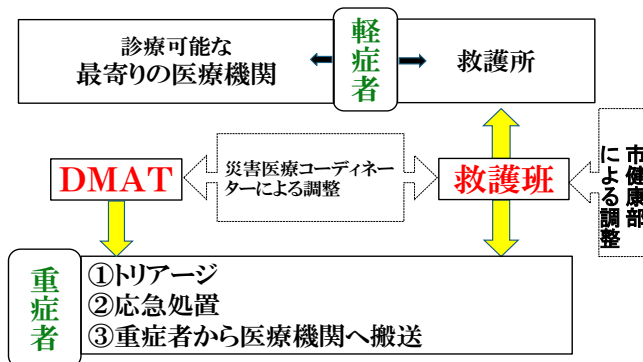 診療可能な
最寄りの医療機関
軽症者
救護所
DMAT
災害医療コーディネー
ターによる調整
救護班
市健康部
による調整
重症者
①トリアージ
②応急処置
③重症者から医療機関へ搬送